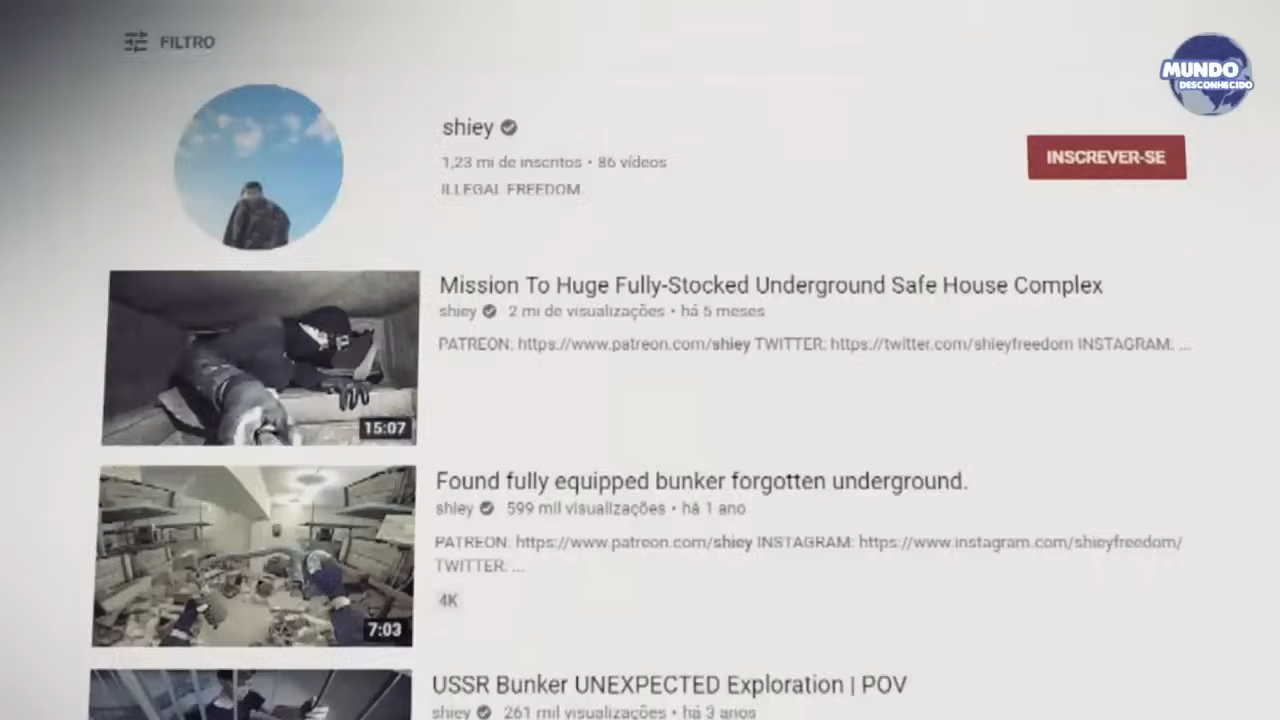 FILTRO
MUNDO
DESCONHECIDO
shiey
1,23 mi de inscritos • 86 vídeos
ILLEGAL FREEDOM
INSCREVER-SE
Mission To Huge Fully-Stocked Underground Safe House Complex
shiey 2 mi de visualizações • há 5 meses
PATREON: https://www.patreon.com/shiey TWITTER: https://twitter.com/shieyfreedom INSTAGRAM: ...
15:07
Found fully equipped bunker forgotten underground.
shiey 599 mil visualizações • há 1 ano
PATREON: https://www.patreon.com/shiey INSTAGRAM: https://www.instagram.com/shieyfreedom/
TWITTER: ...
4K
7:03
USSR Bunker UNEXPECTED Exploration | POV
shiey 261 mil visualizações • há 3 anos